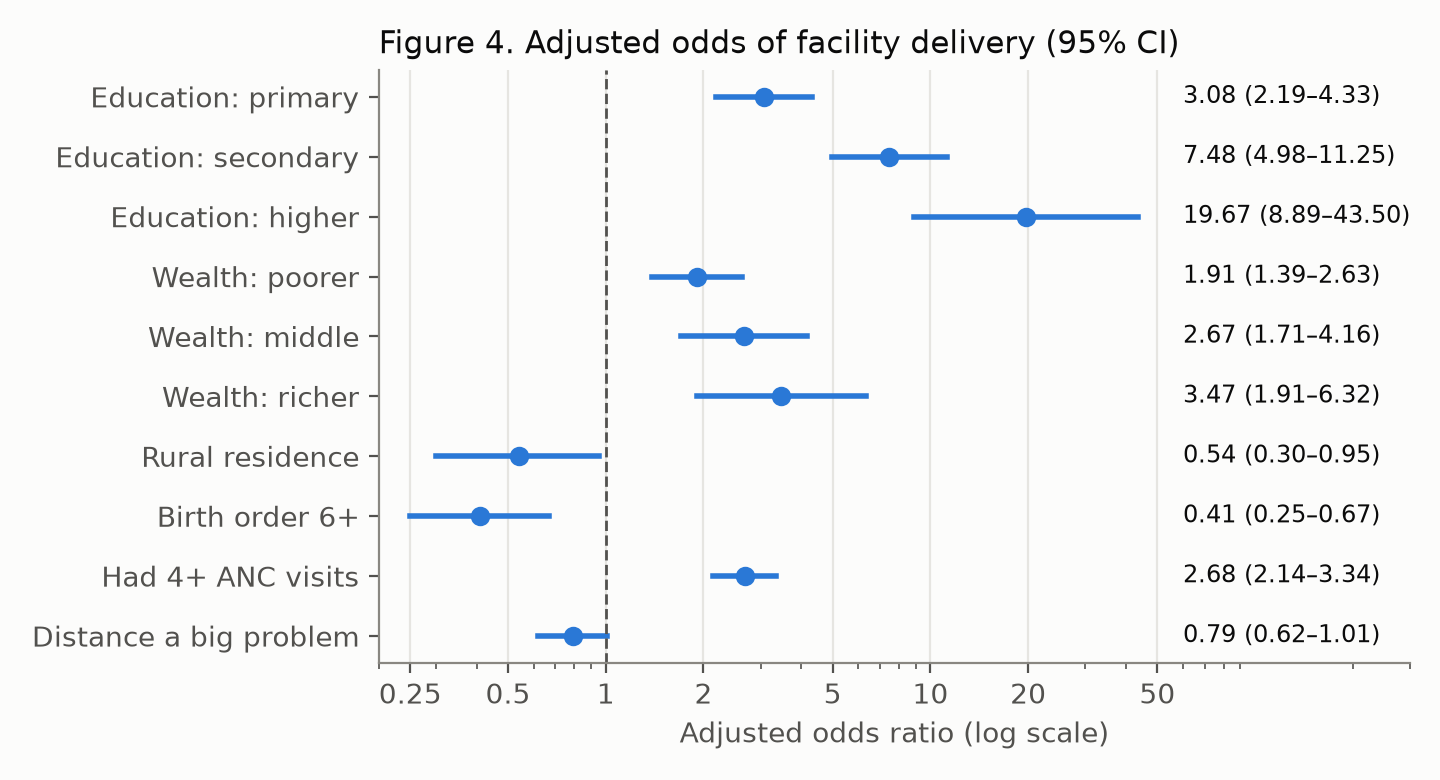 Figure 4. Adjusted odds of facility delivery (95% CI)
Education: primary 3.08 (2.19–4.33)
Education: secondary 7.48 (4.98–11.25)
Education: higher 19.67 (8.89–43.50)
Wealth: poorer 1.91 (1.39–2.63)
Wealth: middle 2.67 (1.71–4.16)
Wealth: richer 3.47 (1.91–6.32)
Rural residence 0.54 (0.30–0.95)
Birth order 6+ 0.41 (0.25–0.67)
Had 4+ ANC visits 2.68 (2.14–3.34)
Distance a big problem 0.79 (0.62–1.01)
0.25 0.5 1 2 5 10 20 50
Adjusted odds ratio (log scale)